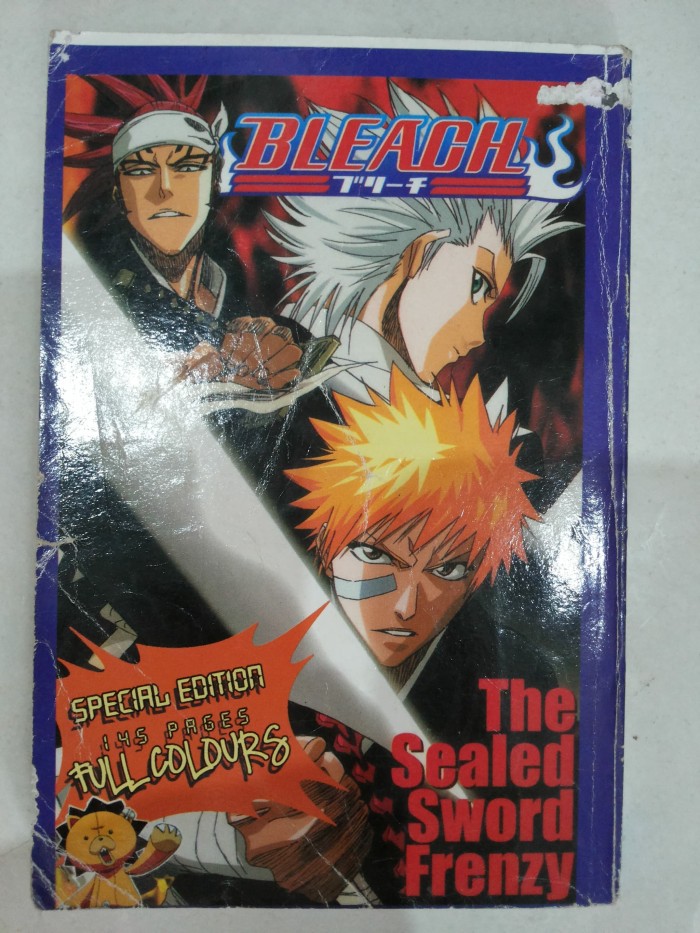 BLEACH
ブリーチ
SPECIAL EDITION
145 PAGES
FULL COLOURS
The
Sealed
Sword
Frenzy